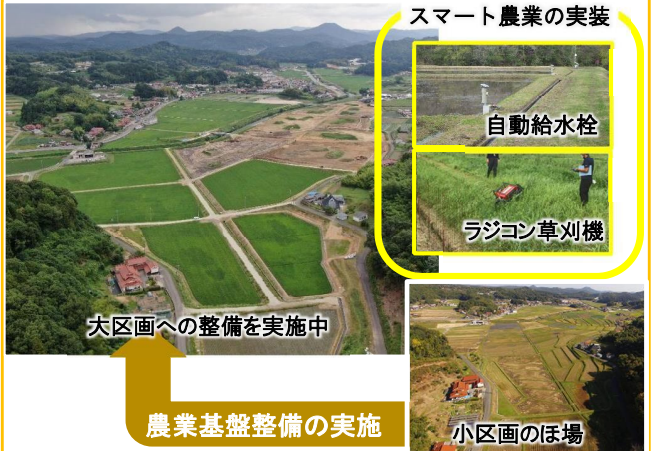 スマート農業の実装
自動給水栓
ラジコン草刈機
大区画への整備を実施中
農業基盤整備の実施
小区画のほ場